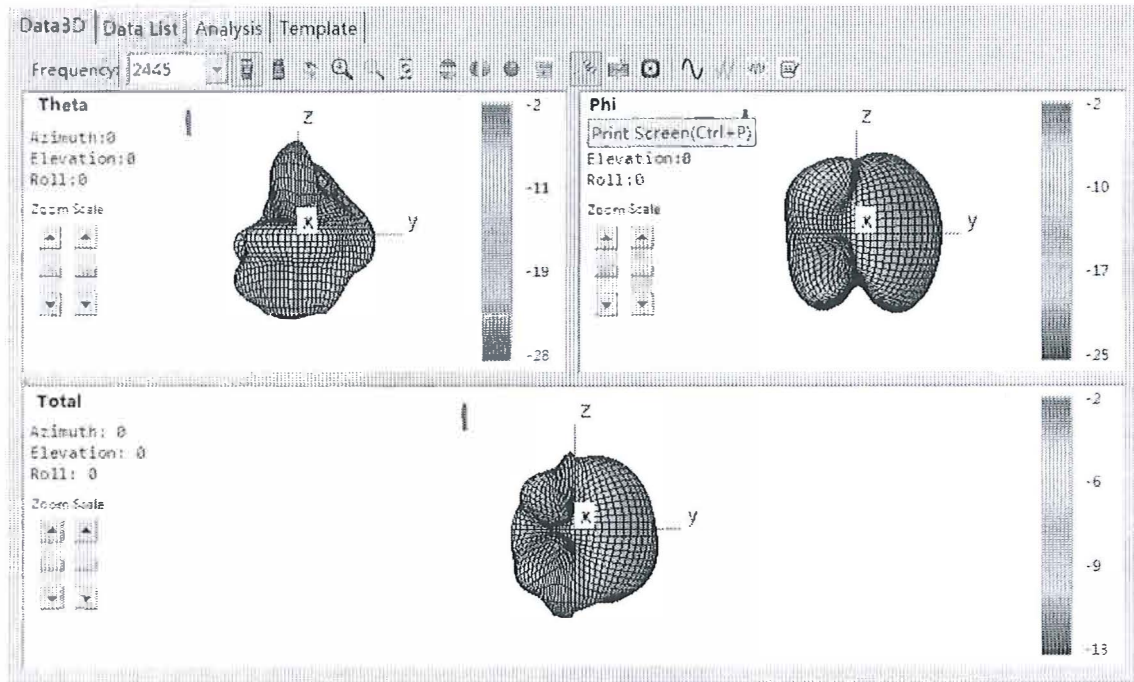 Data3D Data List Analysis Template
Frequency: 2445
Theta
Azimuth:0
Elevation:0
Roll:0
Zoom Scale
z
y
x
-2
-11
-19
-28
Phi
Print Screen(Ctrl+P)
Elevation:0
Roll:0
Zoom Scale
z
y
x
-2
-10
-17
-25
Total
Azimuth: 0
Elevation: 0
Roll: 0
Zoom Scale
z
y
x
-2
-6
-9
-13